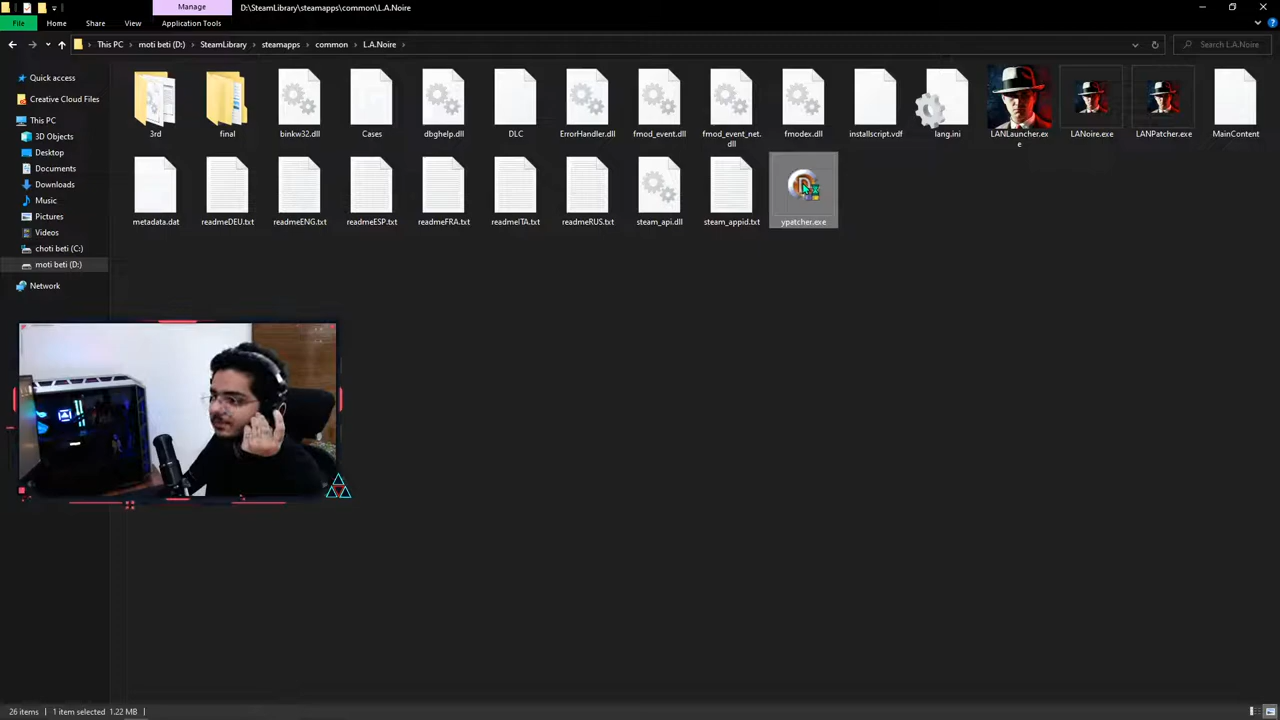 Manage
D:\SteamLibrary\steamapps\common\L.A.Noire
File
Home
Share
View
Application Tools
This PC
moti beti (D:)
SteamLibrary
steamapps
common
L.A.Noire
Search L.A.Noire
Quick access
Creative Cloud Files
This PC
3D Objects
Desktop
Documents
Downloads
Music
Pictures
Videos
choti beti (C:)
moti beti (D:)
Network
3rd
final
binkw32.dll
Cases
dbghelp.dll
DLC
ErrorHandler.dll
fmod_event.dll
fmod_event_net.
dll
fmodex.dll
installscript.vdf
lang.ini
LANLauncher.ex
e
LANoire.exe
LANPatcher.exe
MainContent
metadata.dat
readmeDEU.txt
readmeENG.txt
readmeESP.txt
readmeFRA.txt
readmeITA.txt
readmeRUS.txt
steam_api.dll
steam_appid.txt
ypatcher.exe
26 items
1 item selected 1.22 MB